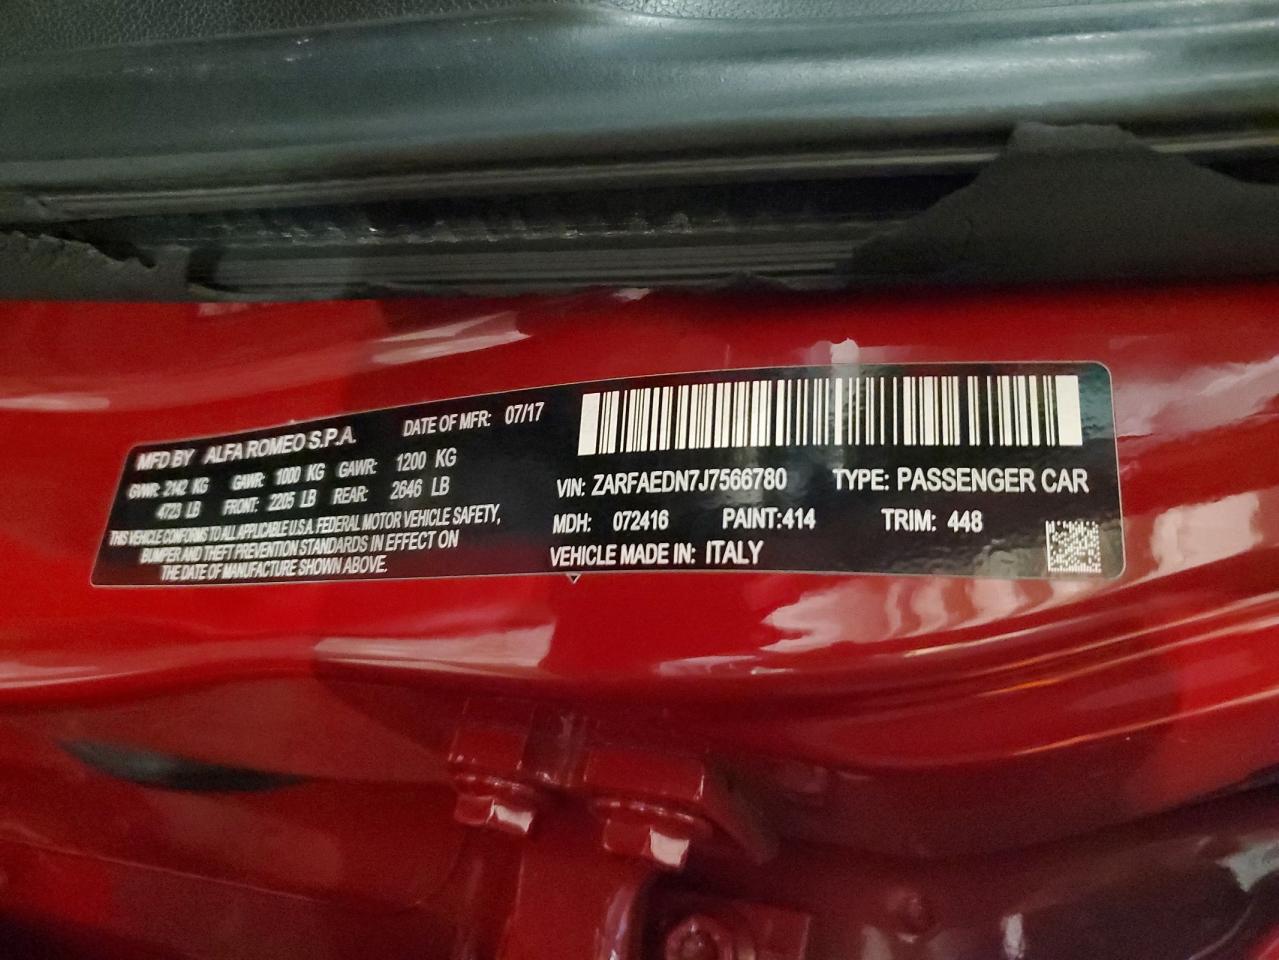 MFD BY ALFA ROMEO S.P.A. DATE OF MFR: 07/17
GVWR: 2142 KG GAWR: 1000 KG GAWR: 1200 KG
4723 LB FRONT: 2205 LB REAR: 2646 LB
THIS VEHICLE CONFORMS TO ALL APPLICABLE U.S.A. FEDERAL MOTOR VEHICLE SAFETY,
BUMPER AND THEFT PREVENTION STANDARDS IN EFFECT ON
THE DATE OF MANUFACTURE SHOWN ABOVE.
VIN: ZARFAEDN7J7566780 TYPE: PASSENGER CAR
MDH: 072416 PAINT:414 TRIM: 448
VEHICLE MADE IN: ITALY